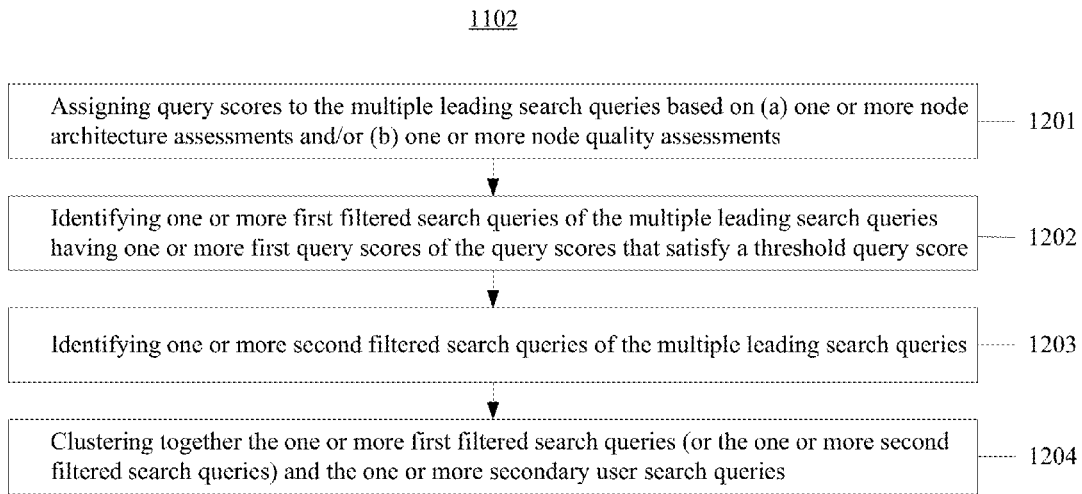 1102
Assigning query scores to the multiple leading search queries based on (a) one or more node
architecture assessments and/or (b) one or more node quality assessments
1201
Identifying one or more first filtered search queries of the multiple leading search queries
having one or more first query scores of the query scores that satisfy a threshold query score
1202
Identifying one or more second filtered search queries of the multiple leading search queries
1203
Clustering together the one or more first filtered search queries (or the one or more second
filtered search queries) and the one or more secondary user search queries
1204